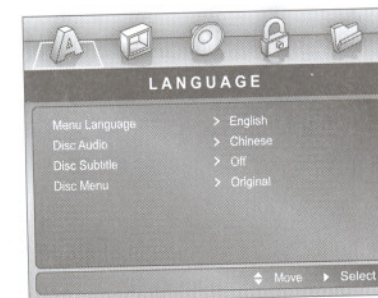 A
LANGUAGE
Menu Language > English
Disc Audio > Chinese
Disc Subtitle > Off
Disc Menu > Original
Move Select